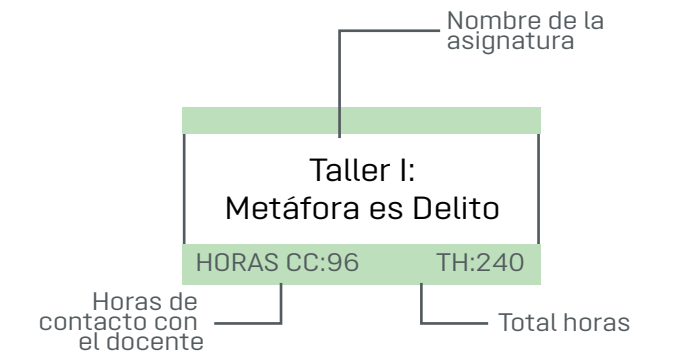 Nombre de la
asignatura
Taller I:
Metáfora es Delito
HORAS CC:96 TH:240
Horas de
contacto con
el docente
Total horas